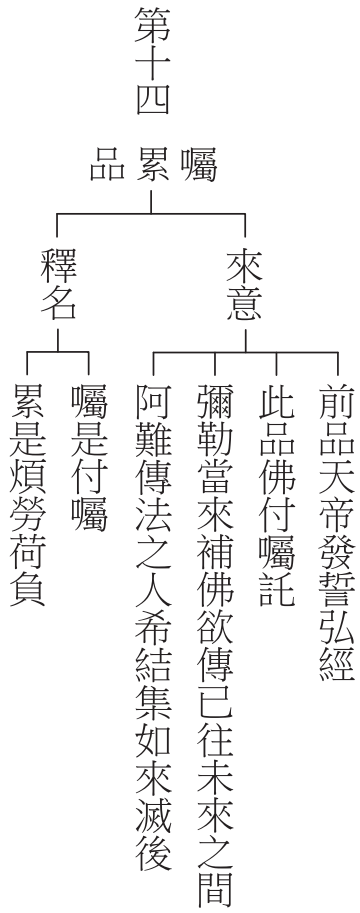 第十四
囑累品
來意
前品天帝發誓弘經
此品佛付囑託
彌勒當來補佛欲傳已往未來之間
阿難傳法之人希結集如來滅後
釋名
囑是付囑
累是煩勞荷負